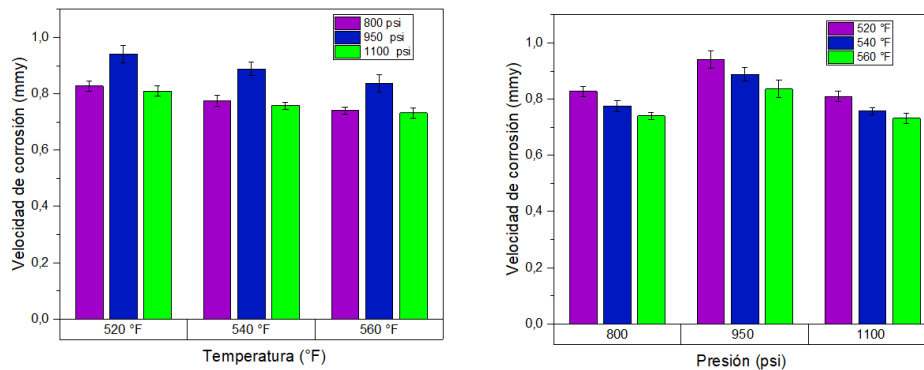 800 psi
950 psi
1100 psi
1,0
0,8
0,6
0,4
0,2
0,0
Velocidad de corrosión (mmy)
520 °F
540 °F
560 °F
Temperatura (°F)
520 °F
540 °F
560 °F
1,0
0,8
0,6
0,4
0,2
0,0
Velocidad de corrosión (mmy)
800
950
1100
Presión (psi)